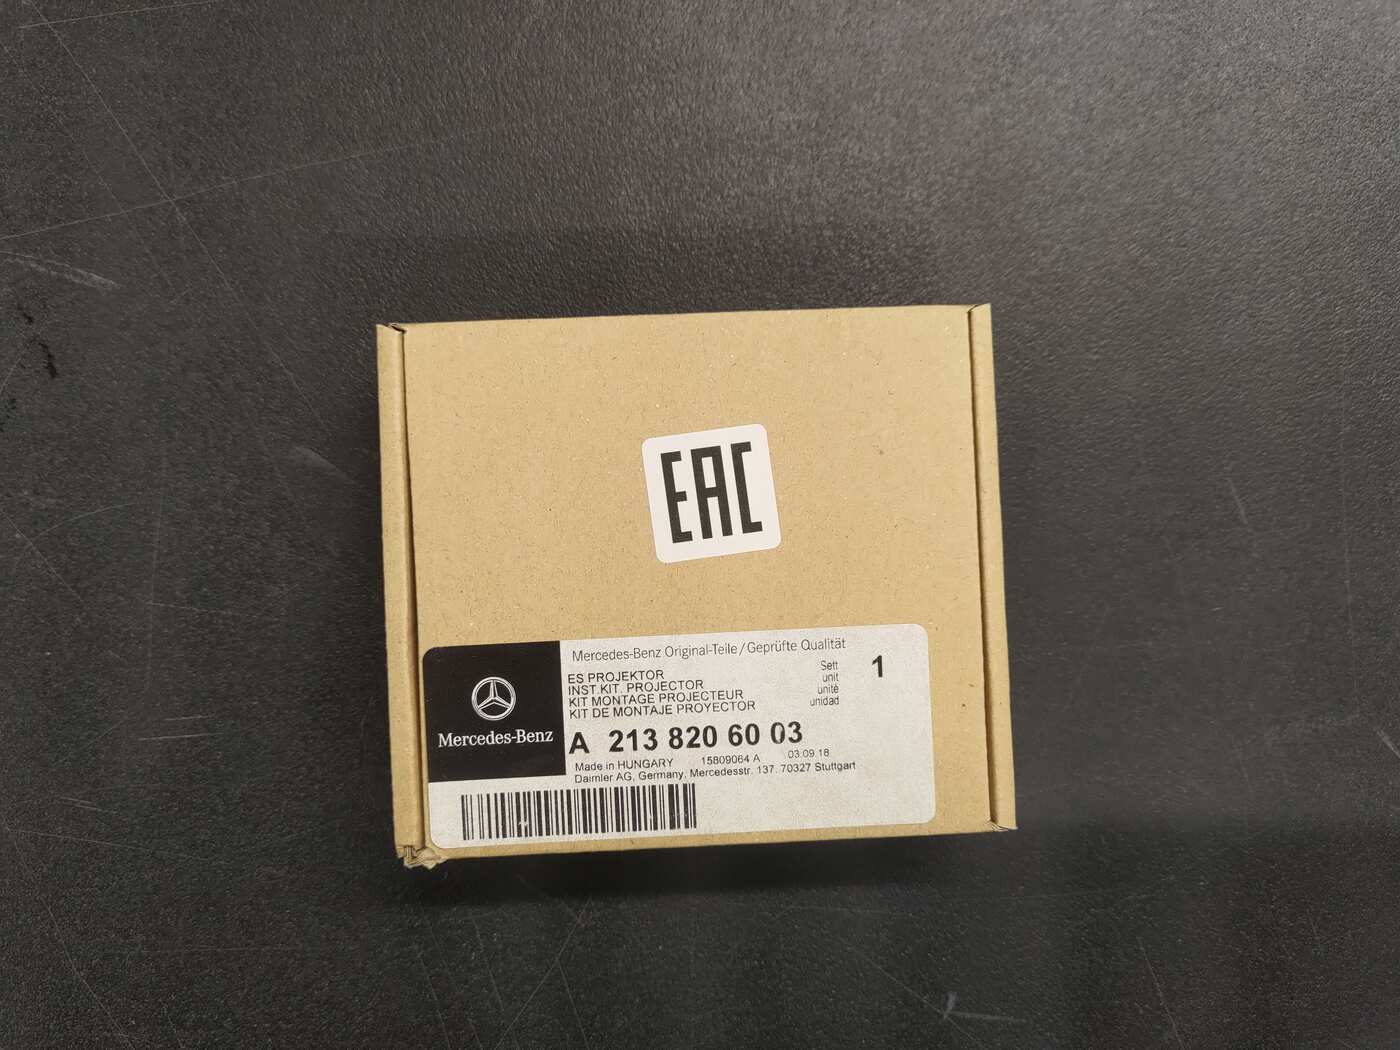 EAC
Mercedes-Benz Original-Teile/Geprüfte Qualität
ES PROJEKTOR Sett 1
INST.KIT. PROJECTOR unit
KIT MONTAGE PROJECTEUR unité
KIT DE MONTAJE PROYECTOR unidad
Mercedes-Benz
A 213 820 60 03
Made in HUNGARY 15809064 A 03.09.18
Daimler AG, Germany, Mercedesstr. 137, 70327 Stuttgart